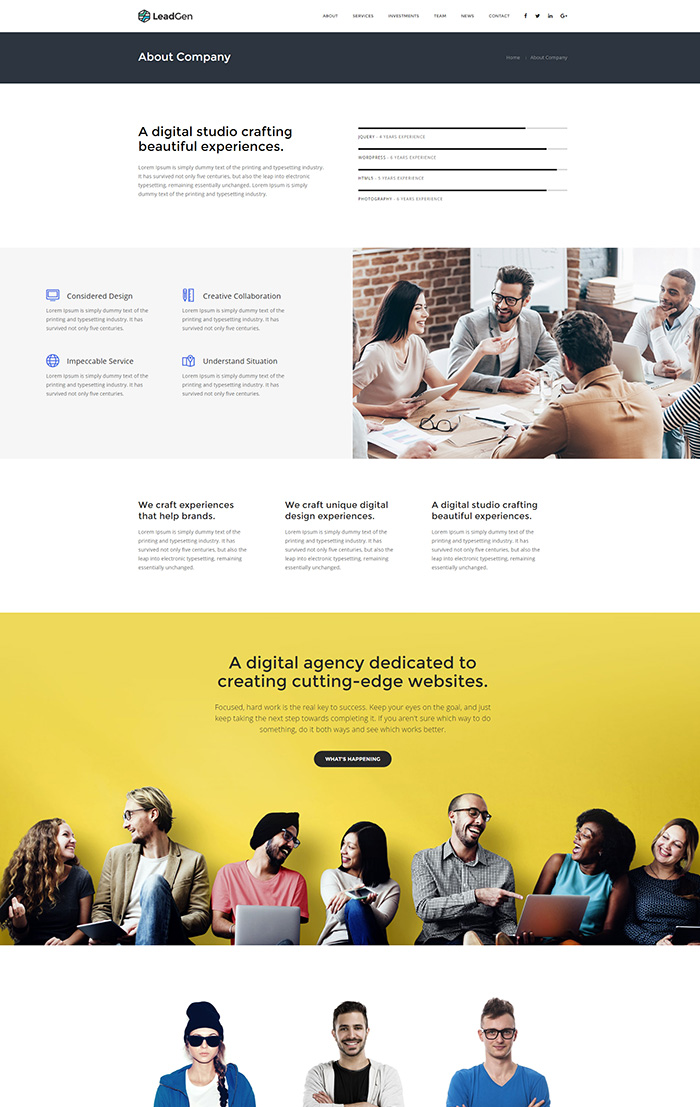 LeadGen
ABOUT SERVICES INVESTMENTS TEAM NEWS CONTACT
About Company
Home : About Company
A digital studio crafting
beautiful experiences.
Lorem Ipsum is simply dummy text of the printing and typesetting industry.
It has survived not only five centuries, but also the leap into electronic
typesetting, remaining essentially unchanged. Lorem Ipsum is simply
dummy text of the printing and typesetting industry.
JQUERY - 4 YEARS EXPERIENCE
WORDPRESS - 6 YEARS EXPERIENCE
HTML5 - 5 YEARS EXPERIENCE
PHOTOGRAPHY - 6 YEARS EXPERIENCE
Considered Design
Lorem Ipsum is simply dummy text of the
printing and typesetting industry. It has
survived not only five centuries.
Creative Collaboration
Lorem Ipsum is simply dummy text of the
printing and typesetting industry. It has
survived not only five centuries.
Impeccable Service
Lorem Ipsum is simply dummy text of the
printing and typesetting industry. It has
survived not only five centuries.
Understand Situation
Lorem Ipsum is simply dummy text of the
printing and typesetting industry. It has
survived not only five centuries.
We craft experiences
that help brands.
Lorem Ipsum is simply dummy text of the
printing and typesetting industry. It has
survived not only five centuries, but also the
leap into electronic typesetting, remaining
essentially unchanged.
We craft unique digital
design experiences.
Lorem Ipsum is simply dummy text of the
printing and typesetting industry. It has
survived not only five centuries, but also the
leap into electronic typesetting, remaining
essentially unchanged.
A digital studio crafting
beautiful experiences.
Lorem Ipsum is simply dummy text of the
printing and typesetting industry. It has
survived not only five centuries, but also the
leap into electronic typesetting, remaining
essentially unchanged.
A digital agency dedicated to
creating cutting-edge websites.
Focused, hard work is the real key to success. Keep your eyes on the goal, and just
keep taking the next step towards completing it. If you aren't sure which way to do
something, do it both ways and see which works better.
WHAT'S HAPPENING